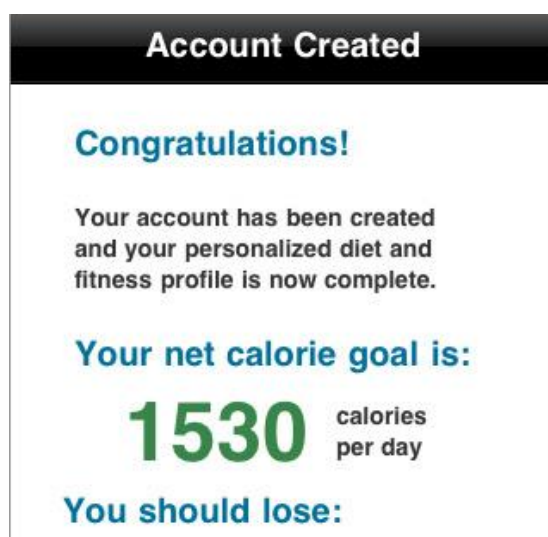 Account Created
Congratulations!
Your account has been created
and your personalized diet and
fitness profile is now complete.
Your net calorie goal is:
1530 calories
per day
You should lose: